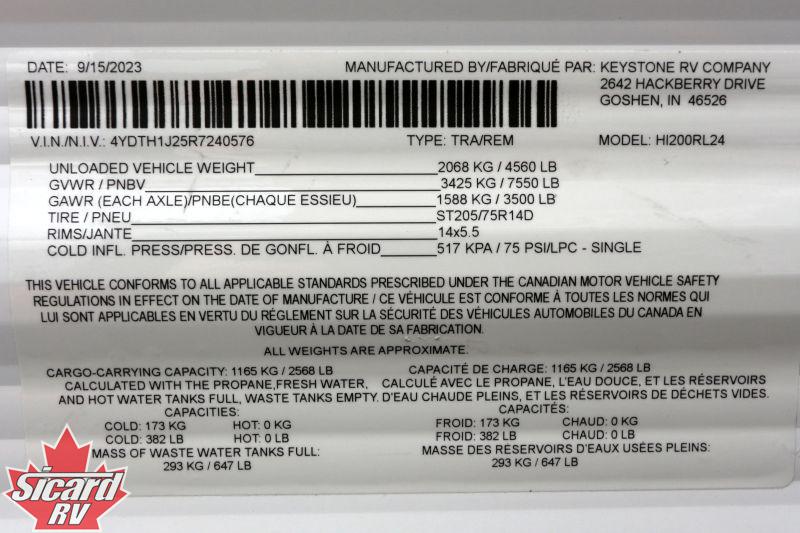 DATE: 9/15/2023 MANUFACTURED BY/FABRIQUÉ PAR: KEYSTONE RV COMPANY
2642 HACKBERRY DRIVE
GOSHEN, IN 46526
V.I.N./N.I.V.: 4YDTH1J25R7240576 TYPE: TRA/REM MODEL: HI200RL24
UNLOADED VEHICLE WEIGHT 2068 KG / 4560 LB
GVWR / PNBV 3425 KG / 7550 LB
GAWR (EACH AXLE)/PNBE(CHAQUE ESSIEU) 1588 KG / 3500 LB
TIRE / PNEU ST205/75R14D
RIMS/JANTE 14x5.5
COLD INFL. PRESS/PRESS. DE GONFL. À FROID 517 KPA / 75 PSI/LPC - SINGLE
THIS VEHICLE CONFORMS TO ALL APPLICABLE STANDARDS PRESCRIBED UNDER THE CANADIAN MOTOR VEHICLE SAFETY
REGULATIONS IN EFFECT ON THE DATE OF MANUFACTURE / CE VÉHICULE EST CONFORME À TOUTES LES NORMES QUI
LUI SONT APPLICABLES EN VERTU DU RÉGLEMENT SUR LA SÉCURITÉ DES VÉHICULES AUTOMOBILES DU CANADA EN
VIGUEUR À LA DATE DE SA FABRICATION.
ALL WEIGHTS ARE APPROXIMATE.
CARGO-CARRYING CAPACITY: 1165 KG / 2568 LB
CALCULATED WITH THE PROPANE,FRESH WATER,
AND HOT WATER TANKS FULL, WASTE TANKS EMPTY.
CAPACITIES:
COLD: 173 KG HOT: 0 KG
COLD: 382 LB HOT: 0 LB
MASS OF WASTE WATER TANKS FULL:
293 KG / 647 LB
CAPACITÉ DE CHARGE: 1165 KG / 2568 LB
CALCULÉ AVEC LE PROPANE, L'EAU DOUCE, ET LES RÉSERVOIRS
D'EAU CHAUDE PLEINS, ET LES RÉSERVOIRS DE DÉCHETS VIDES.
CAPACITÉS:
FROID: 173 KG CHAUD: 0 KG
FROID: 382 LB CHAUD: 0 LB
MASSE DES RÉSERVOIRS D'EAUX USÉES PLEINS:
293 KG / 647 LB
Sicard
RV